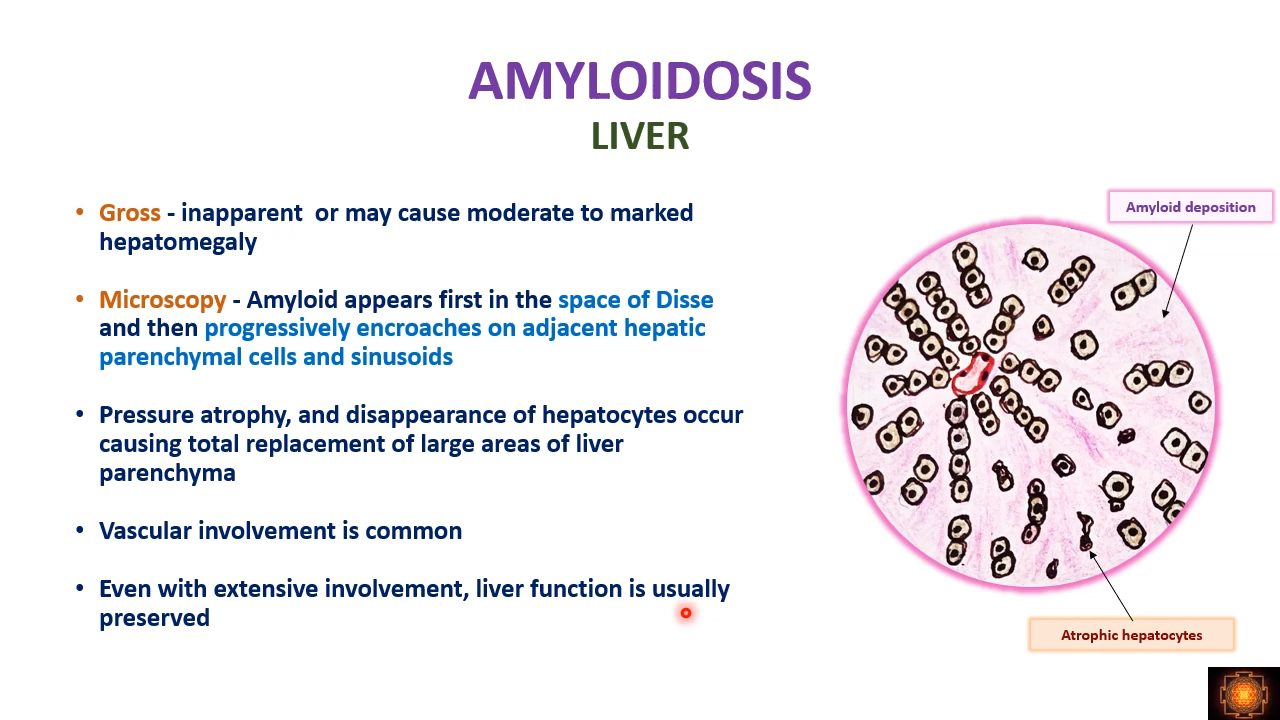 AMYLOIDOSIS
LIVER
• Gross - inapparent or may cause moderate to marked
hepatomegaly
• Microscopy - Amyloid appears first in the space of Disse
and then progressively encroaches on adjacent hepatic
parenchymal cells and sinusoids
• Pressure atrophy, and disappearance of hepatocytes occur
causing total replacement of large areas of liver
parenchyma
• Vascular involvement is common
• Even with extensive involvement, liver function is usually
preserved
Amyloid deposition
Atrophic hepatocytes